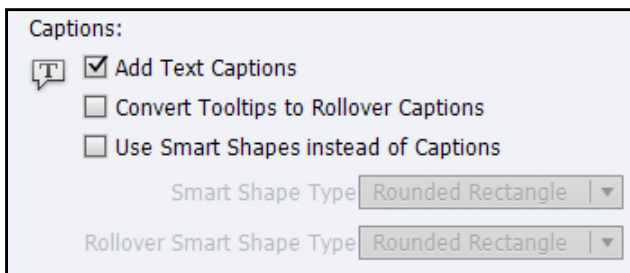 Captions:
T Add Text Captions
Convert Tooltips to Rollover Captions
Use Smart Shapes instead of Captions
Smart Shape Type Rounded Rectangle
Rollover Smart Shape Type Rounded Rectangle